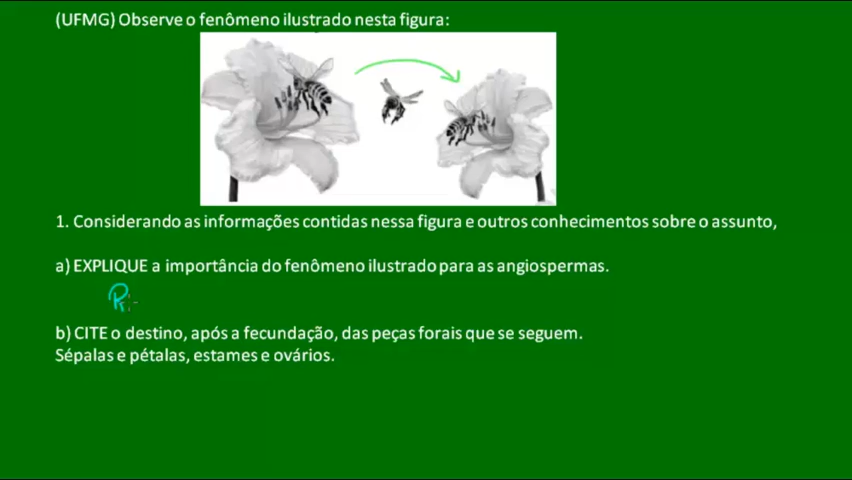 (UFMG) Observe o fenômeno ilustrado nesta figura:
1. Considerando as informações contidas nessa figura e outros conhecimentos sobre o assunto,
a) EXPLIQUE a importância do fenômeno ilustrado para as angiospermas.
b) CITE o destino, após a fecundação, das peças forais que se seguem.
Sépalas e pétalas, estames e ovários.